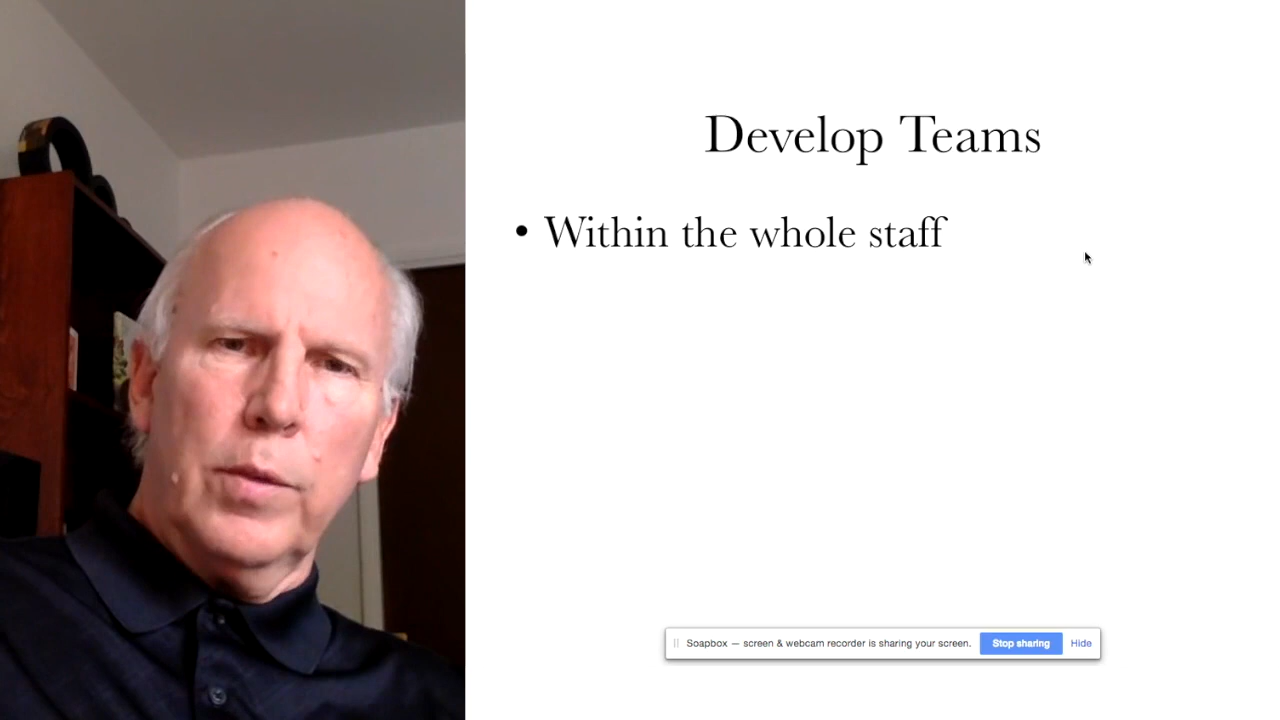 Develop Teams
• Within the whole staff
Soapbox — screen & webcam recorder is sharing your screen. Stop sharing Hide